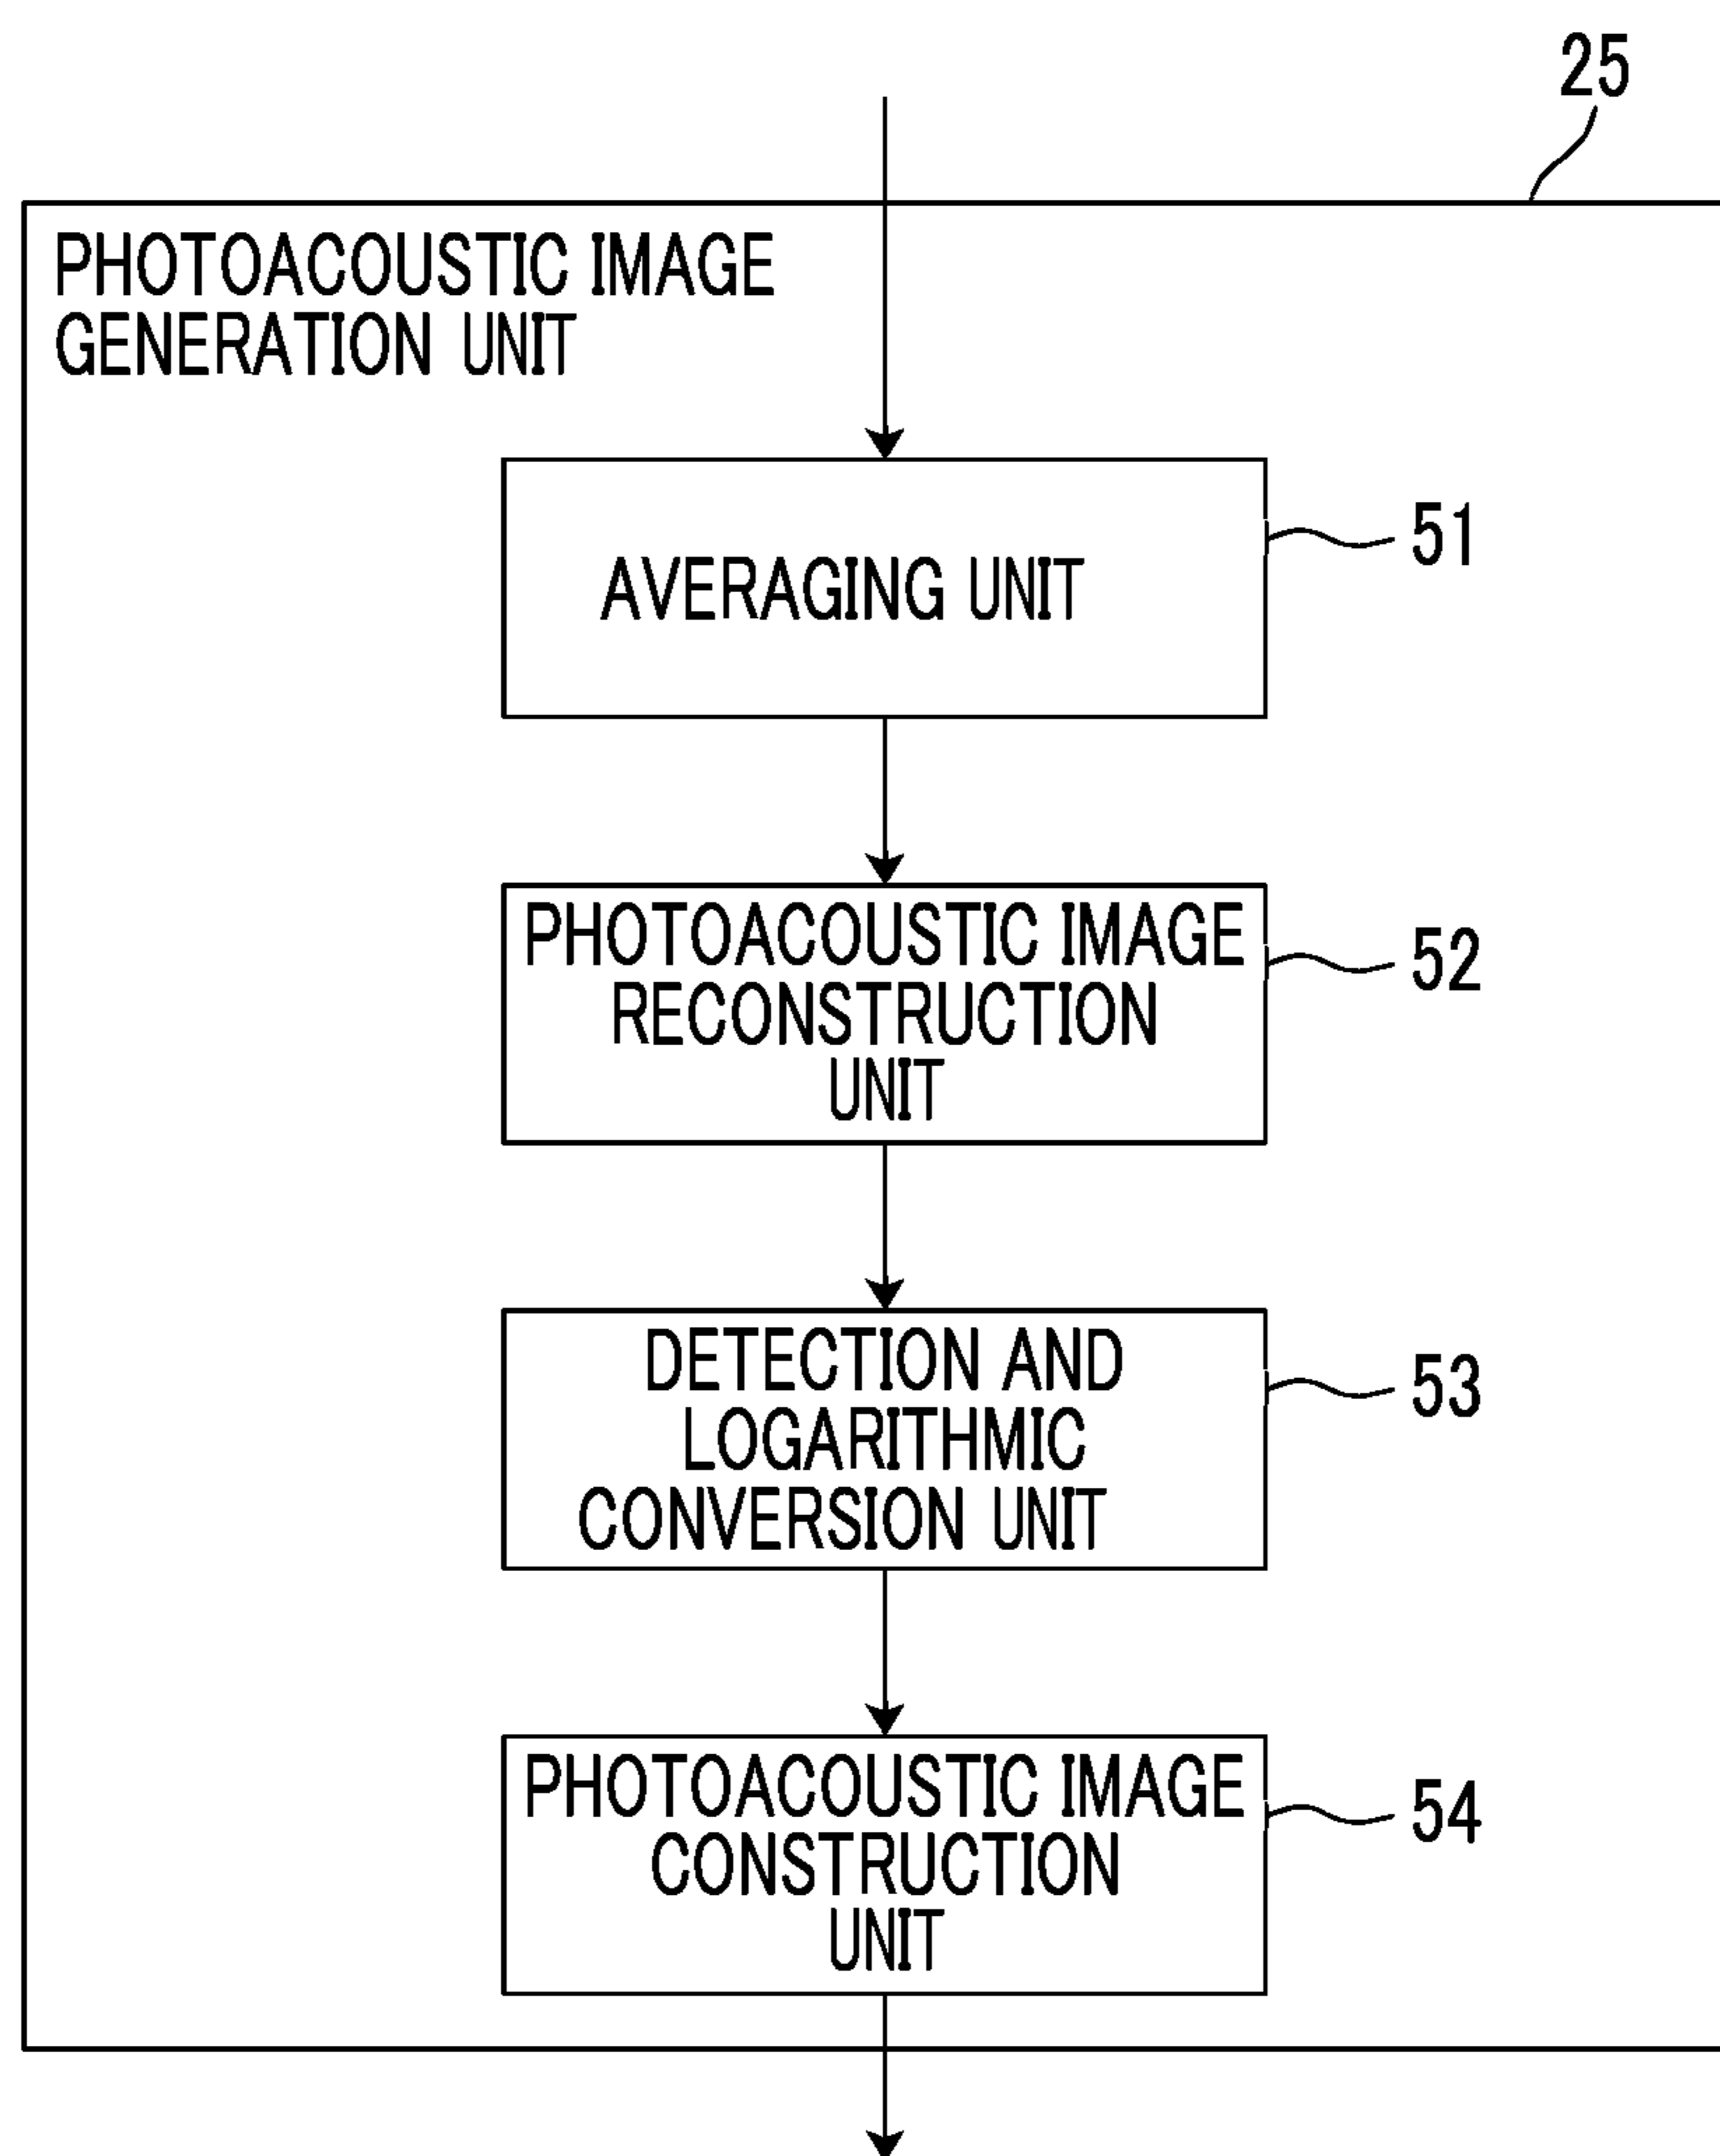 25
PHOTOACOUSTIC IMAGE
GENERATION UNIT
AVERAGING UNIT
51
PHOTOACOUSTIC IMAGE
RECONSTRUCTION
UNIT
52
DETECTION AND
LOGARITHMIC
CONVERSION UNIT
53
PHOTOACOUSTIC IMAGE
CONSTRUCTION
UNIT
54